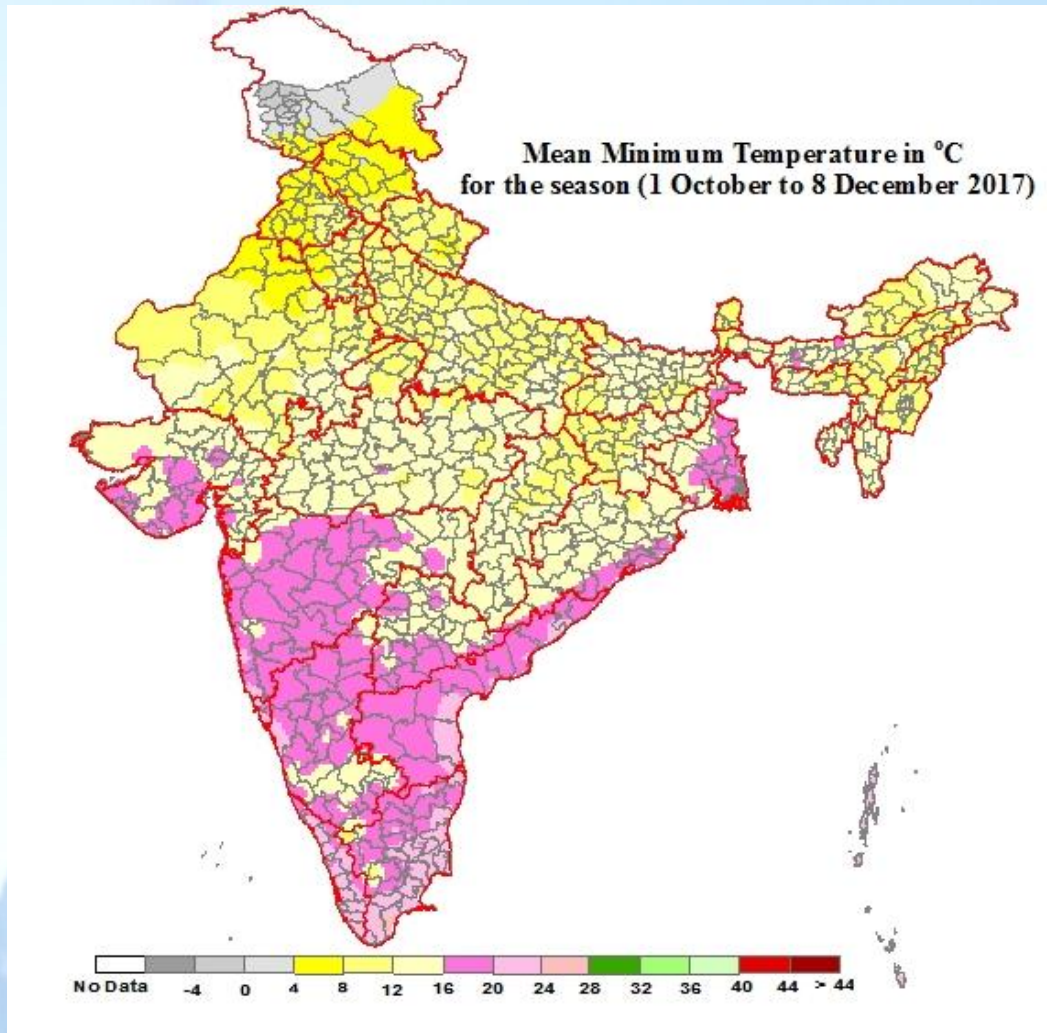 Mean Minimum Temperature in °C
for the season (1 October to 8 December 2017)
No Data -4 0 4 8 12 16 20 24 28 32 36 40 44 > 44